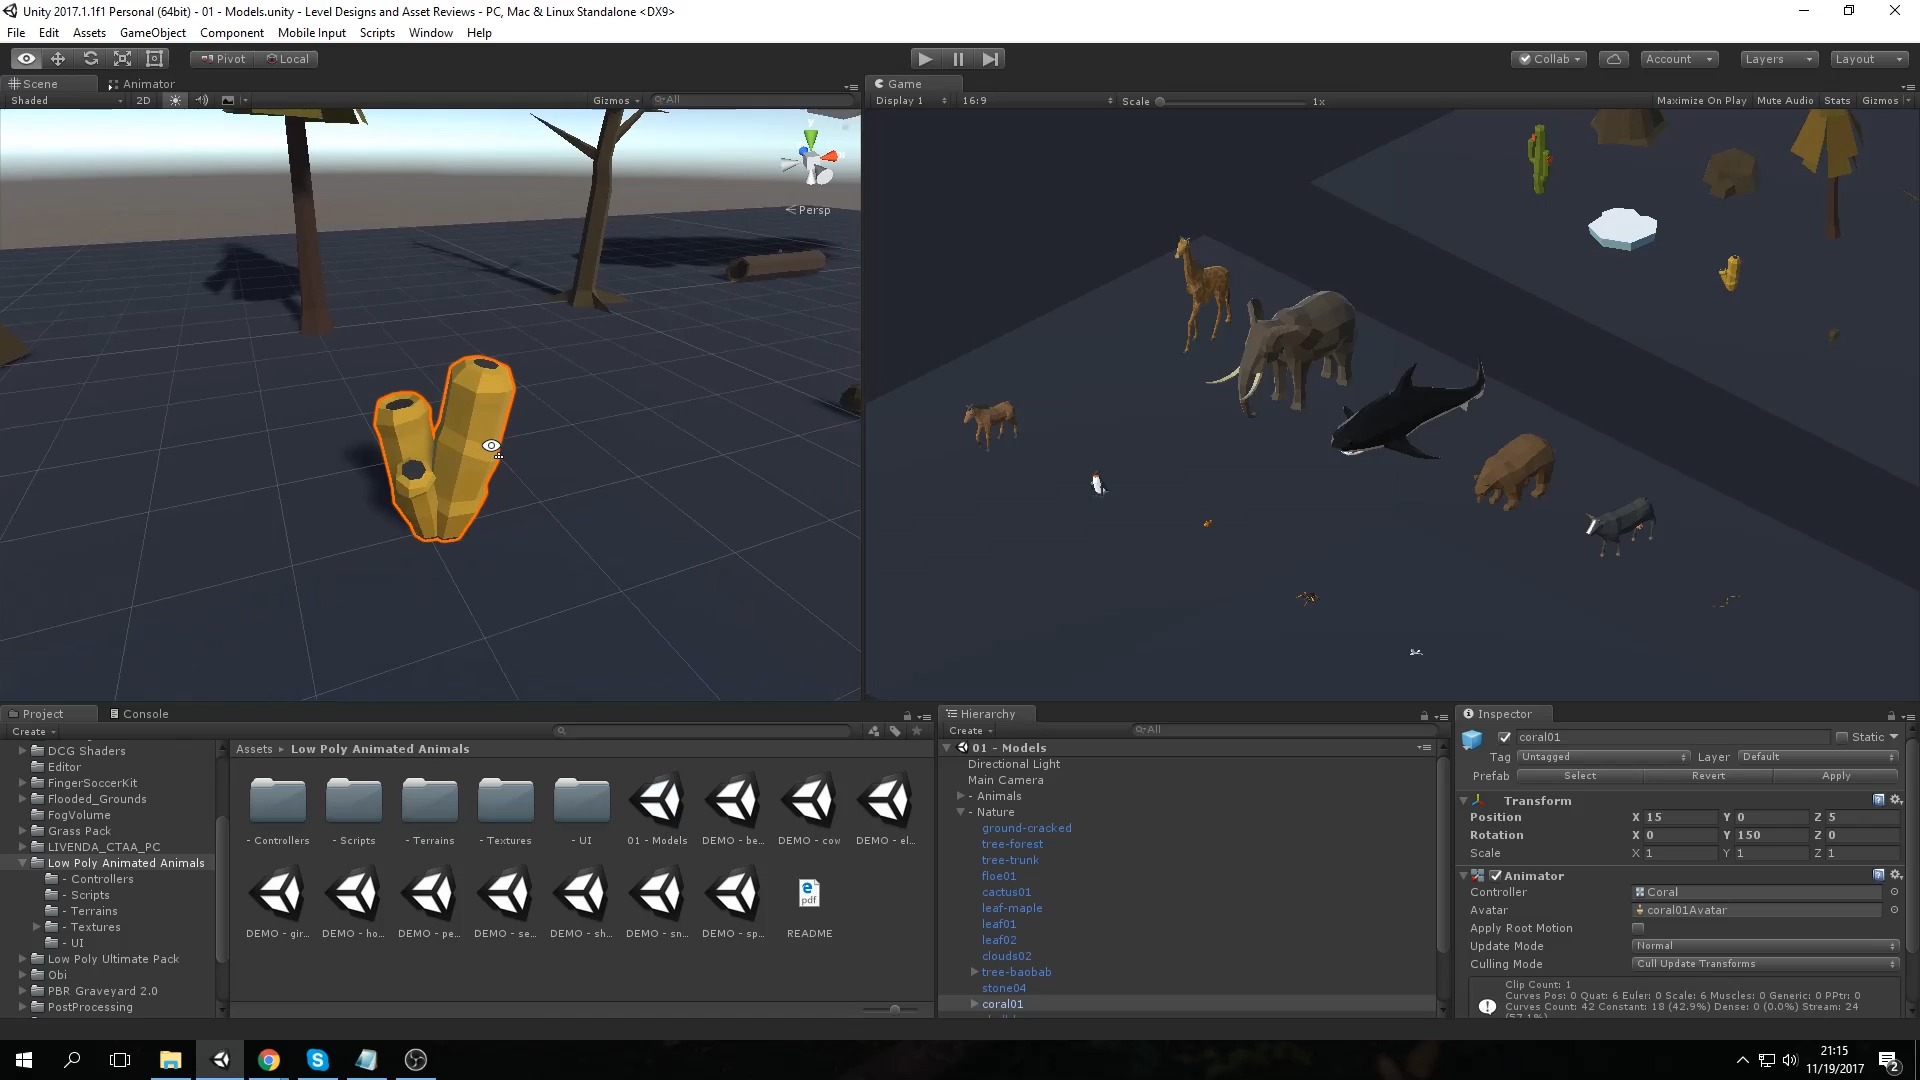 Unity 2017.1.1f1 Personal (64bit) - 01 - Models.unity - Level Designs and Asset Reviews - PC, Mac & Linux Standalone <DX9>
File Edit Assets GameObject Component Mobile Input Scripts Window Help
Pivot Local Collab Account Layers Layout
Scene Animator
Shaded 2D Gizmos All
y
Persp
Game
Display 1 16:9 Scale 1x Maximize On Play Mute Audio Stats Gizmos
Project Console
Create
DCG Shaders
Editor
FingerSoccerKit
Flooded_Grounds
FogVolume
Grass Pack
LIVENDA_CTAA_PC
Low Poly Animated Animals
- Controllers
- Scripts
- Terrains
- Textures
- UI
Low Poly Ultimate Pack
Obi
PBR Graveyard 2.0
PostProcessing
Assets Low Poly Animated Animals
- Controllers - Scripts - Terrains - Textures - UI 01 - Models DEMO - be... DEMO - cow DEMO - el...
pdf
DEMO - gir... DEMO - ho... DEMO - pe... DEMO - se... DEMO - sh... DEMO - sn... DEMO - sp... README
Hierarchy
Create All
01 - Models
Directional Light
Main Camera
- Animals
- Nature
ground-cracked
tree-forest
tree-trunk
floe01
cactus01
leaf-maple
leaf01
leaf02
clouds02
tree-baobab
stone04
coral01
Inspector
coral01 Static
Tag Untagged Layer Default
Prefab Select Revert Apply
Transform
Position X 15 Y 0 Z 5
Rotation X 0 Y 150 Z 0
Scale X 1 Y 1 Z 1
Animator
Controller Coral
Avatar coral01Avatar
Apply Root Motion
Update Mode Normal
Culling Mode Cull Update Transforms
Clip Count: 1
Curves Pos: 0 Quat: 6 Euler: 0 Scale: 6 Muscles: 0 Generic: 0 PPtr: 0
Curves Count: 42 Constant: 18 (42.9%) Dense: 0 (0.0%) Stream: 24
(57.1%)
21:15
11/19/2017
2